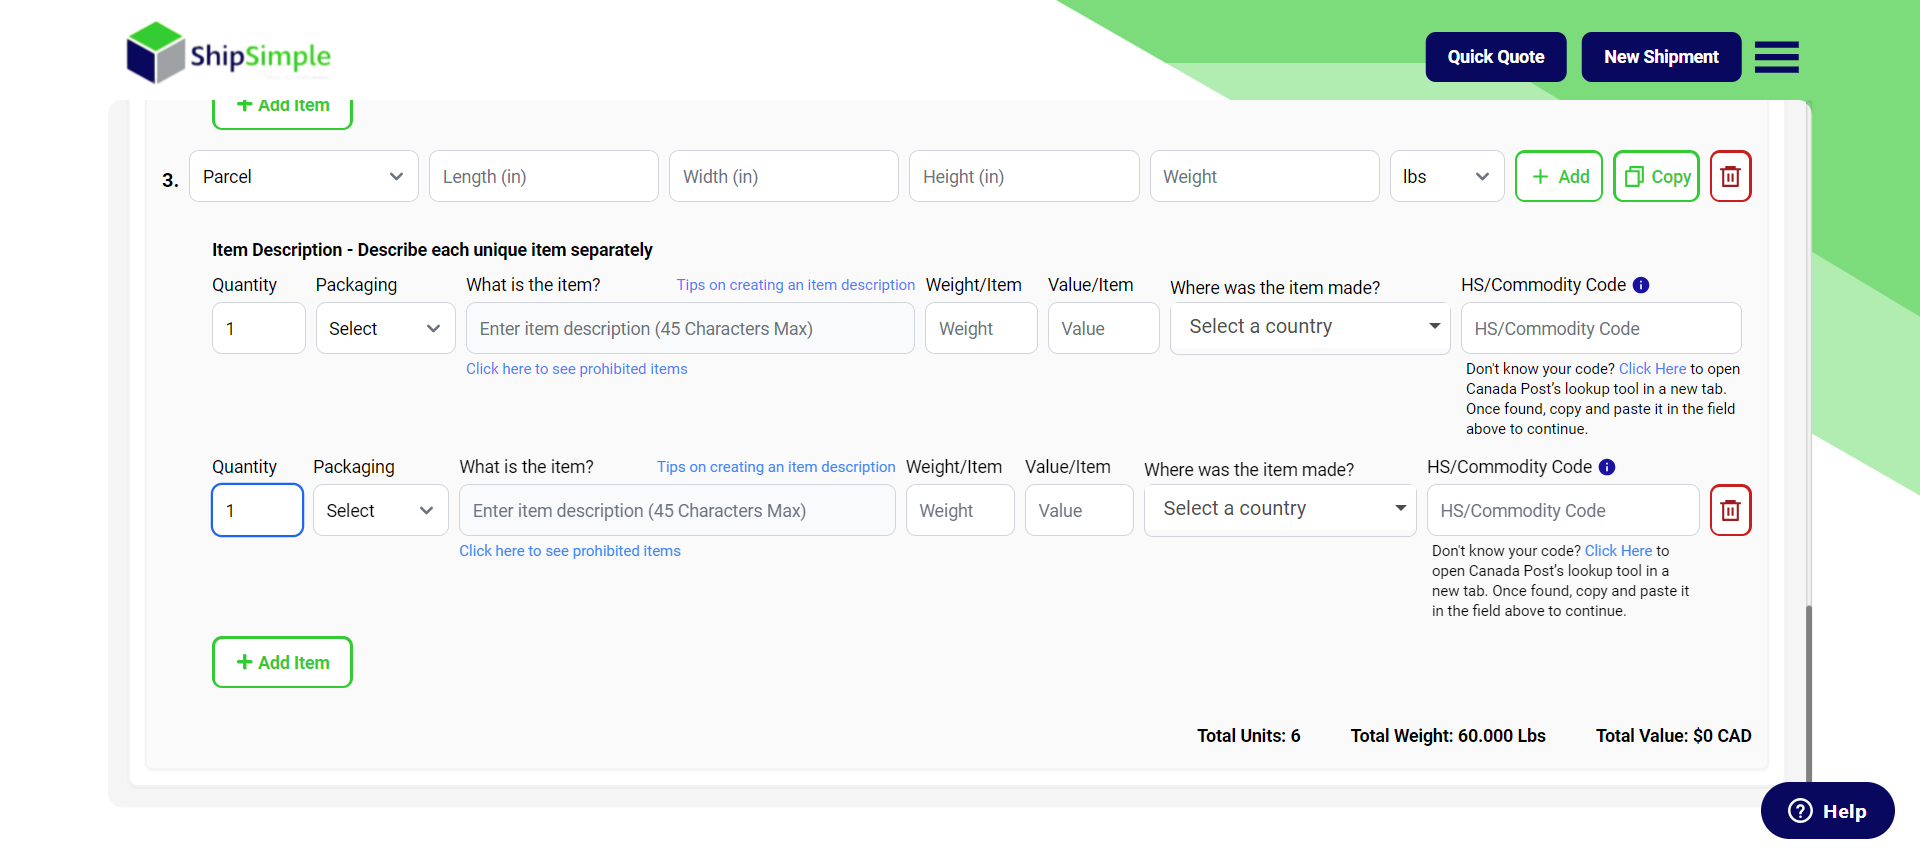 ShipSimple
Quick Quote
New Shipment
+ Add Item
3.
Parcel
Length (in)
Width (in)
Height (in)
Weight
lbs
+ Add
Copy
Item Description - Describe each unique item separately
Quantity
Packaging
What is the item?
Tips on creating an item description
Weight/Item
Value/Item
Where was the item made?
HS/Commodity Code
1
Select
Enter item description (45 Characters Max)
Weight
Value
Select a country
HS/Commodity Code
Click here to see prohibited items
Don't know your code? Click Here to open
Canada Post's lookup tool in a new tab.
Once found, copy and paste it in the field
above to continue.
Quantity
Packaging
What is the item?
Tips on creating an item description
Weight/Item
Value/Item
Where was the item made?
HS/Commodity Code
1
Select
Enter item description (45 Characters Max)
Weight
Value
Select a country
HS/Commodity Code
Click here to see prohibited items
Don't know your code? Click Here to
open Canada Post's lookup tool in a
new tab. Once found, copy and paste it
in the field above to continue.
+ Add Item
Total Units: 6
Total Weight: 60.000 Lbs
Total Value: $0 CAD
Help